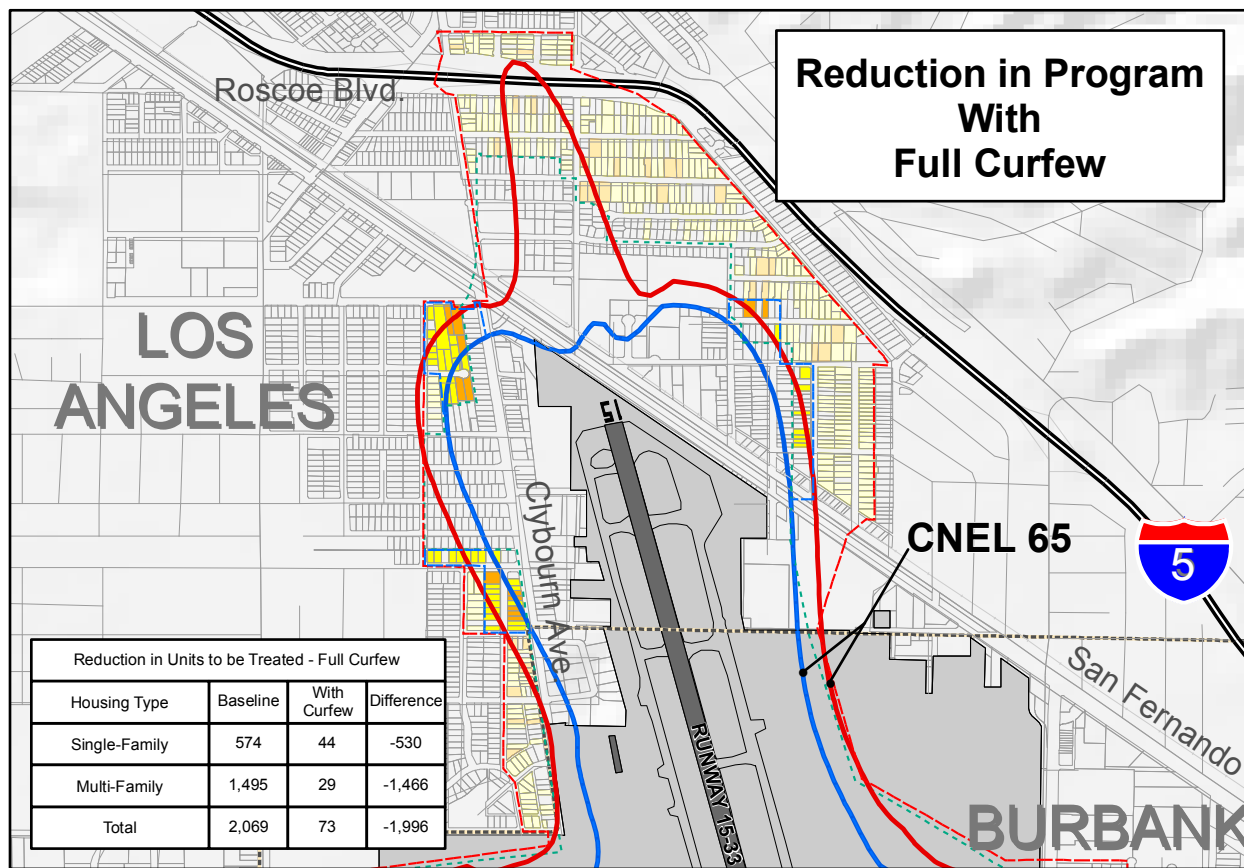 Reduction in Program
With
Full Curfew
Roscoe Blvd.
LOS
ANGELES
Clybourn Ave.
15
CNEL 65
5
San Fernando
RUNWAY 15-33
BURBANK
Reduction in Units to be Treated - Full Curfew
Housing Type Baseline With Curfew Difference
Single-Family 574 44 -530
Multi-Family 1,495 29 -1,466
Total 2,069 73 -1,996